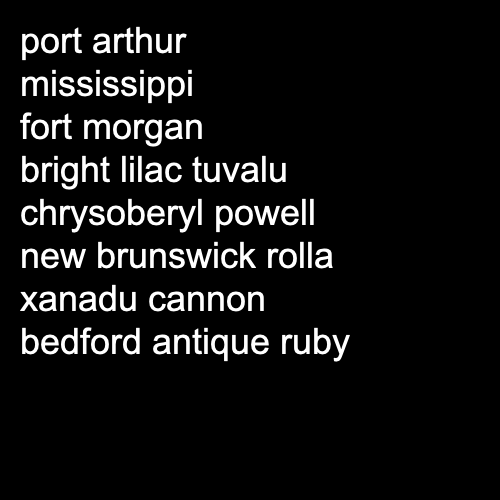 port arthur
mississippi
fort morgan
bright lilac tuvalu
chrysoberyl powell
new brunswick rolla
xanadu cannon
bedford antique ruby